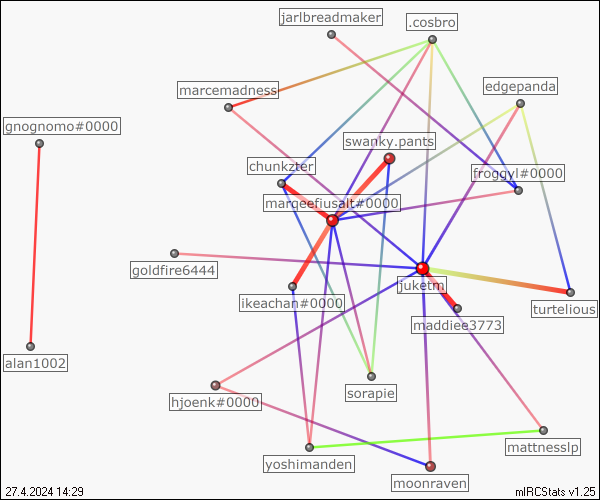 jarlbreadmaker
.cosbro
marcemadness
edgepanda
gnognomo#0000
swanky.pants
chunkzter
froggyl#0000
marqeefiusalt#0000
goldfire6444
juketm
ikeachan#0000
turtelious
maddiee3773
alan1002
sorapie
hjoenk#0000
mattnesslp
yoshimanden
moonraven
27.4.2024 14:29
mIRCStats v1.25